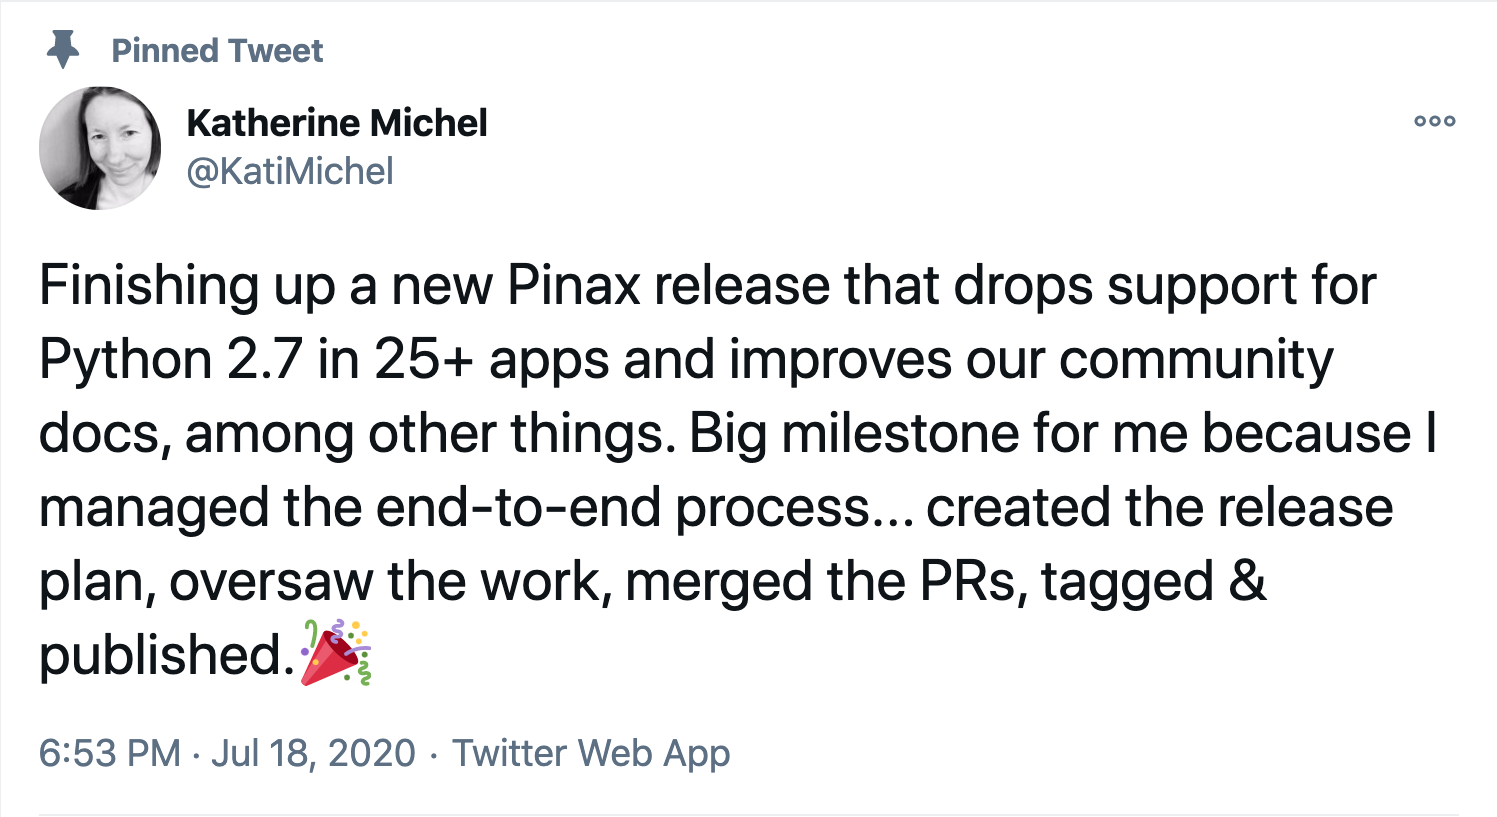 Pinned Tweet
Katherine Michel
@KatiMichel
Finishing up a new Pinax release that drops support for
Python 2.7 in 25+ apps and improves our community
docs, among other things. Big milestone for me because I
managed the end-to-end process... created the release
plan, oversaw the work, merged the PRs, tagged &
published.🎉
6:53 PM · Jul 18, 2020 · Twitter Web App